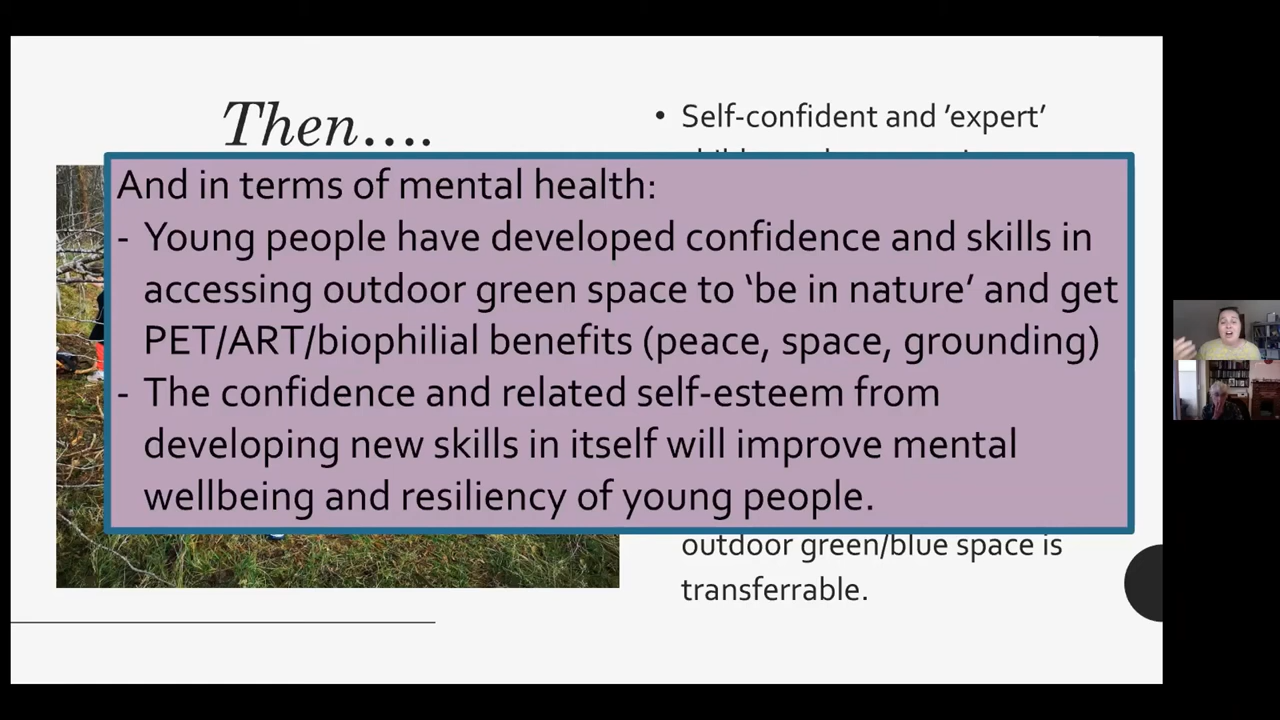 Then….
• Self-confident and ’expert’
And in terms of mental health:
- Young people have developed confidence and skills in
accessing outdoor green space to ‘be in nature’ and get
PET/ART/biophilial benefits (peace, space, grounding)
- The confidence and related self-esteem from
developing new skills in itself will improve mental
wellbeing and resiliency of young people.
outdoor green/blue space is
transferrable.